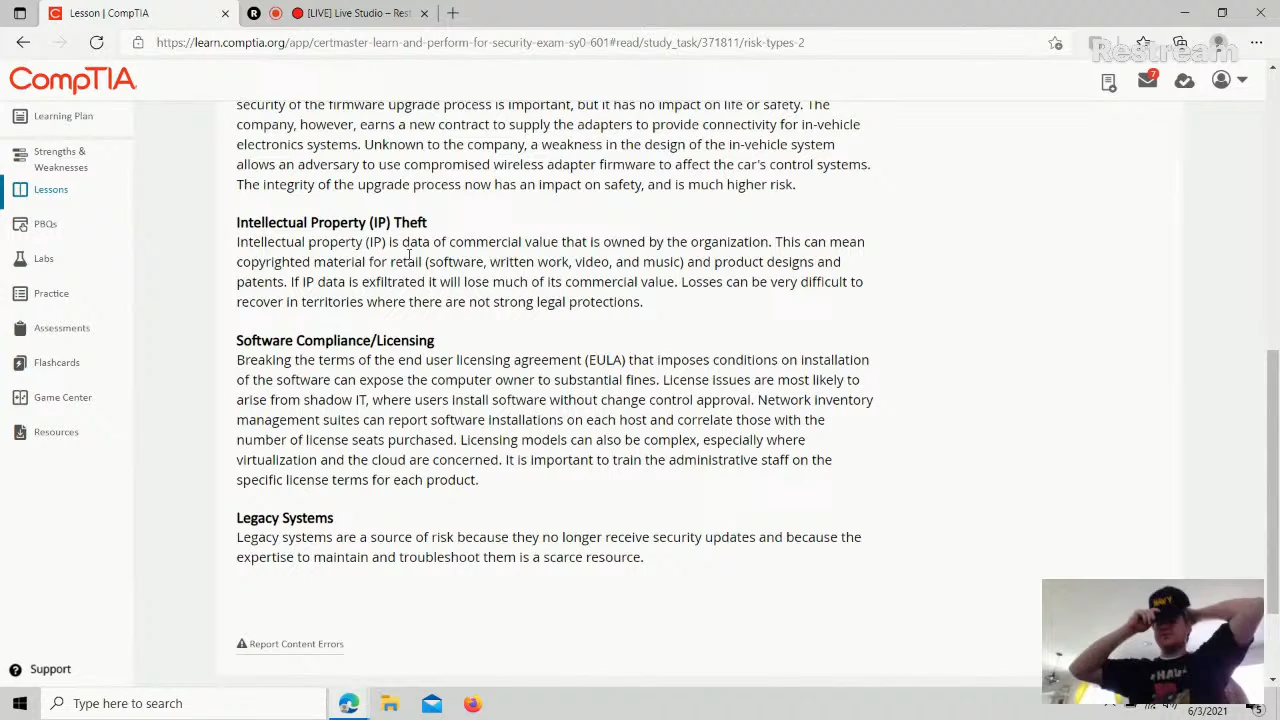 Lesson | CompTIA
[LIVE] Live Studio – Rest
https://learn.comptia.org/app/certmaster-learn-and-perform-for-security-exam-sy0-601#read/study_task/371811/risk-types-2
Restream
CompTIA
7
Learning Plan
Strengths &
Weaknesses
Lessons
PBQs
Labs
Practice
Assessments
Flashcards
Game Center
Resources
Support
security of the firmware upgrade process is important, but it has no impact on life or safety. The
company, however, earns a new contract to supply the adapters to provide connectivity for in-vehicle
electronics systems. Unknown to the company, a weakness in the design of the in-vehicle system
allows an adversary to use compromised wireless adapter firmware to affect the car's control systems.
The integrity of the upgrade process now has an impact on safety, and is much higher risk.
Intellectual Property (IP) Theft
Intellectual property (IP) is data of commercial value that is owned by the organization. This can mean
copyrighted material for retail (software, written work, video, and music) and product designs and
patents. If IP data is exfiltrated it will lose much of its commercial value. Losses can be very difficult to
recover in territories where there are not strong legal protections.
Software Compliance/Licensing
Breaking the terms of the end user licensing agreement (EULA) that imposes conditions on installation
of the software can expose the computer owner to substantial fines. License issues are most likely to
arise from shadow IT, where users install software without change control approval. Network inventory
management suites can report software installations on each host and correlate those with the
number of license seats purchased. Licensing models can also be complex, especially where
virtualization and the cloud are concerned. It is important to train the administrative staff on the
specific license terms for each product.
Legacy Systems
Legacy systems are a source of risk because they no longer receive security updates and because the
expertise to maintain and troubleshoot them is a scarce resource.
Report Content Errors
NAVY
Type here to search
6/3/2021